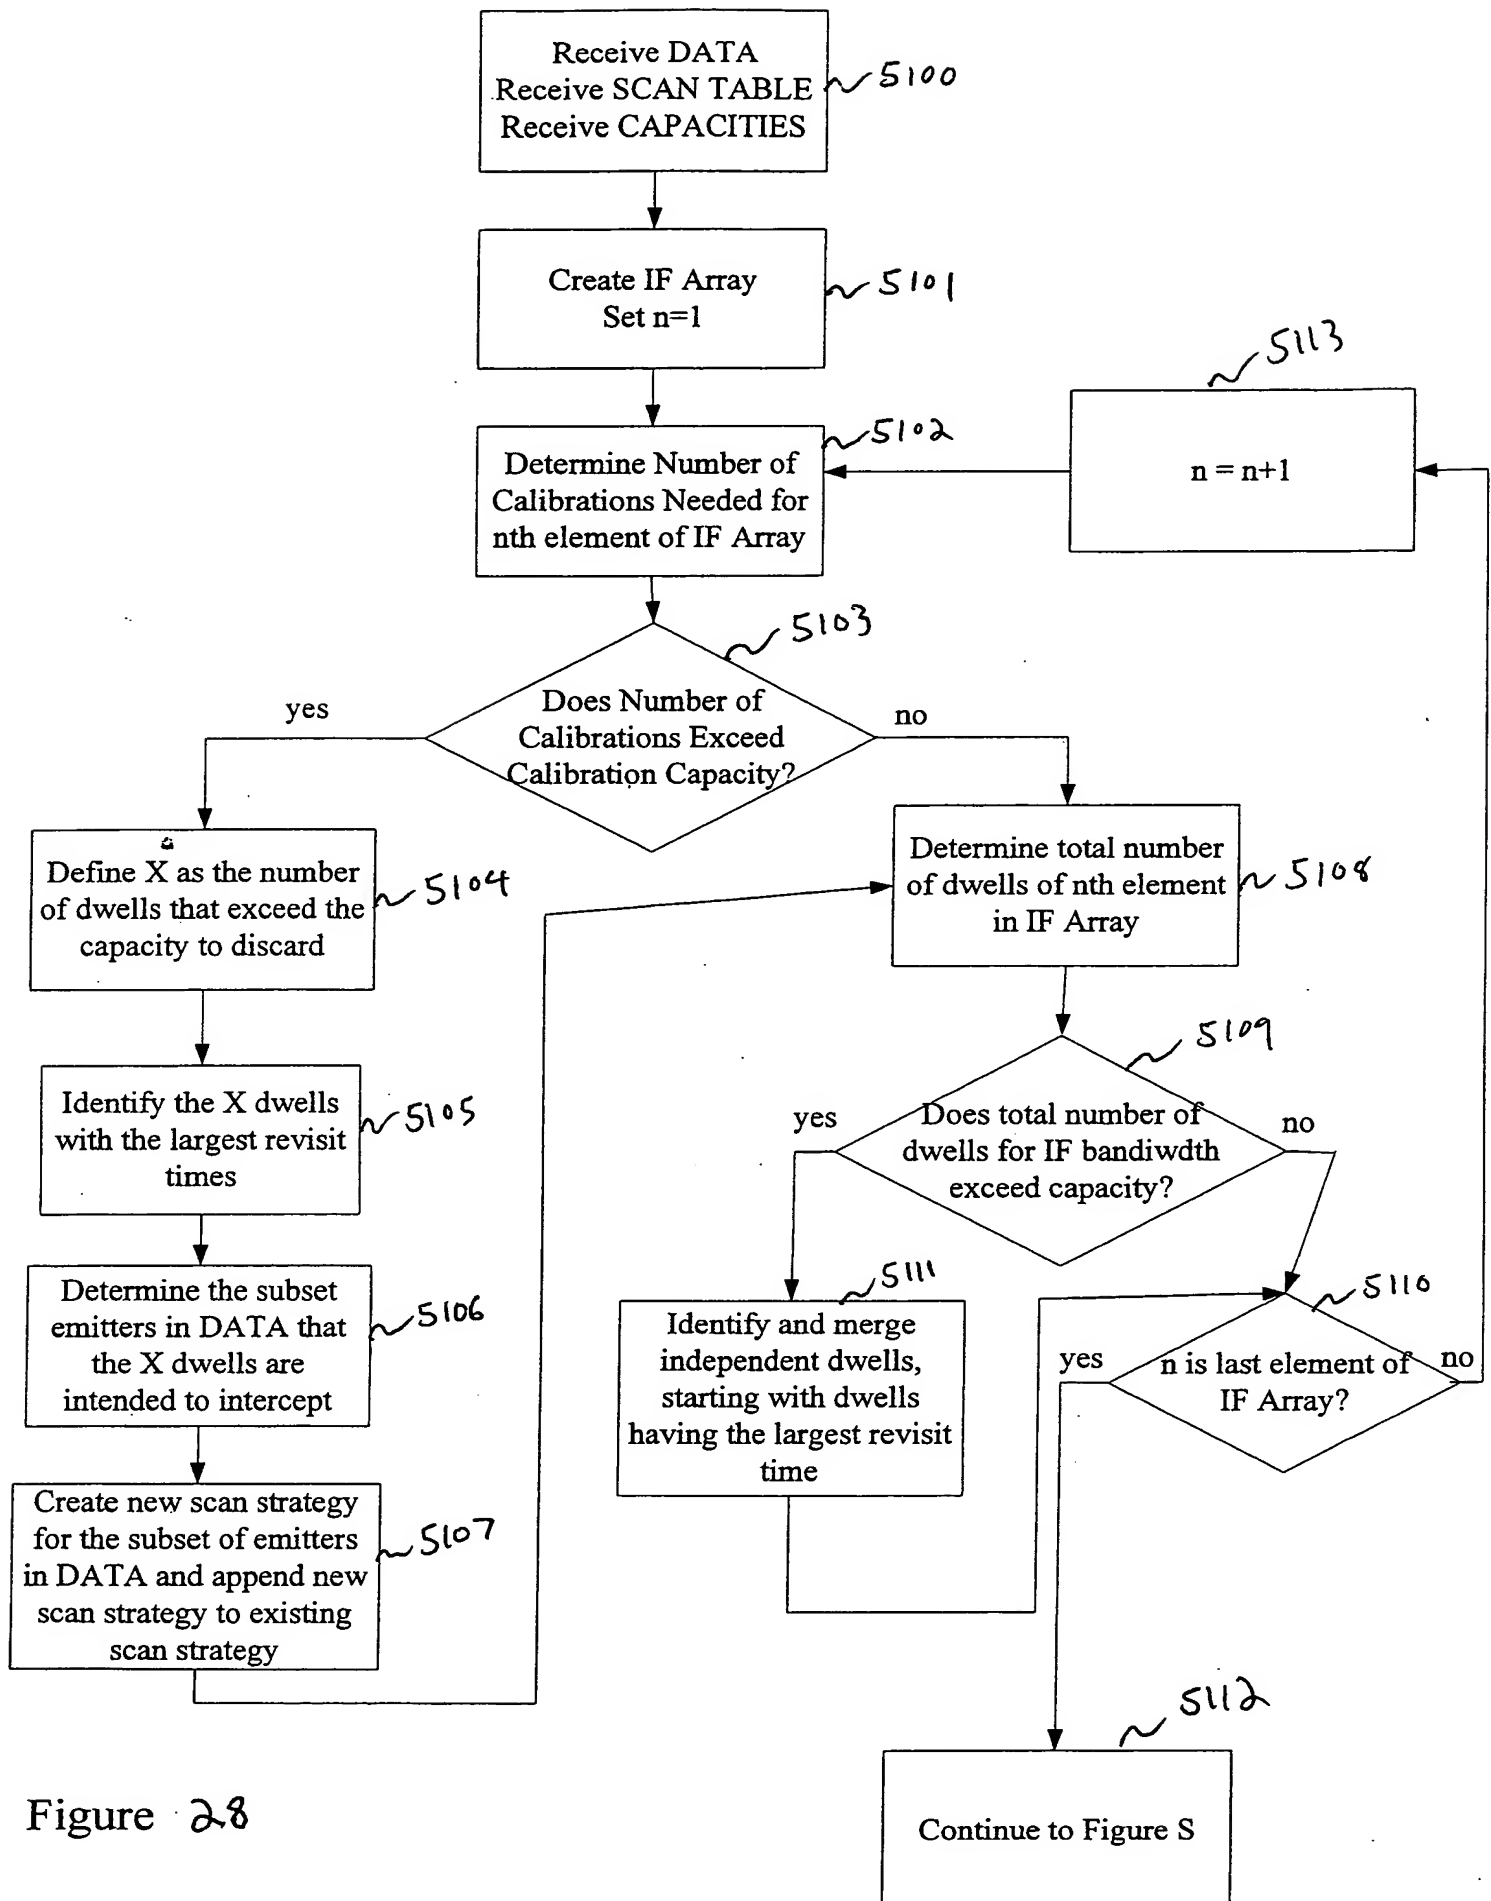 Receive DATA
Receive SCAN TABLE
Receive CAPACITIES
5100
Create IF Array
Set n=1
5101
5113
n = n+1
5102
Determine Number of
Calibrations Needed for
nth element of IF Array
5103
Does Number of
Calibrations Exceed
Calibration Capacity?
yes
no
Define X as the number
of dwells that exceed the
capacity to discard
5104
Determine total number
of dwells of nth element
in IF Array
5108
Identify the X dwells
with the largest revisit
times
5105
5109
Does total number of
dwells for IF bandiwdth
exceed capacity?
yes
no
Determine the subset
emitters in DATA that
the X dwells are
intended to intercept
5106
5111
Identify and merge
independent dwells,
starting with dwells
having the largest revisit
time
5110
n is last element of
IF Array?
yes
no
Create new scan strategy
for the subset of emitters
in DATA and append new
scan strategy to existing
scan strategy
5107
5112
Continue to Figure S
Figure 28